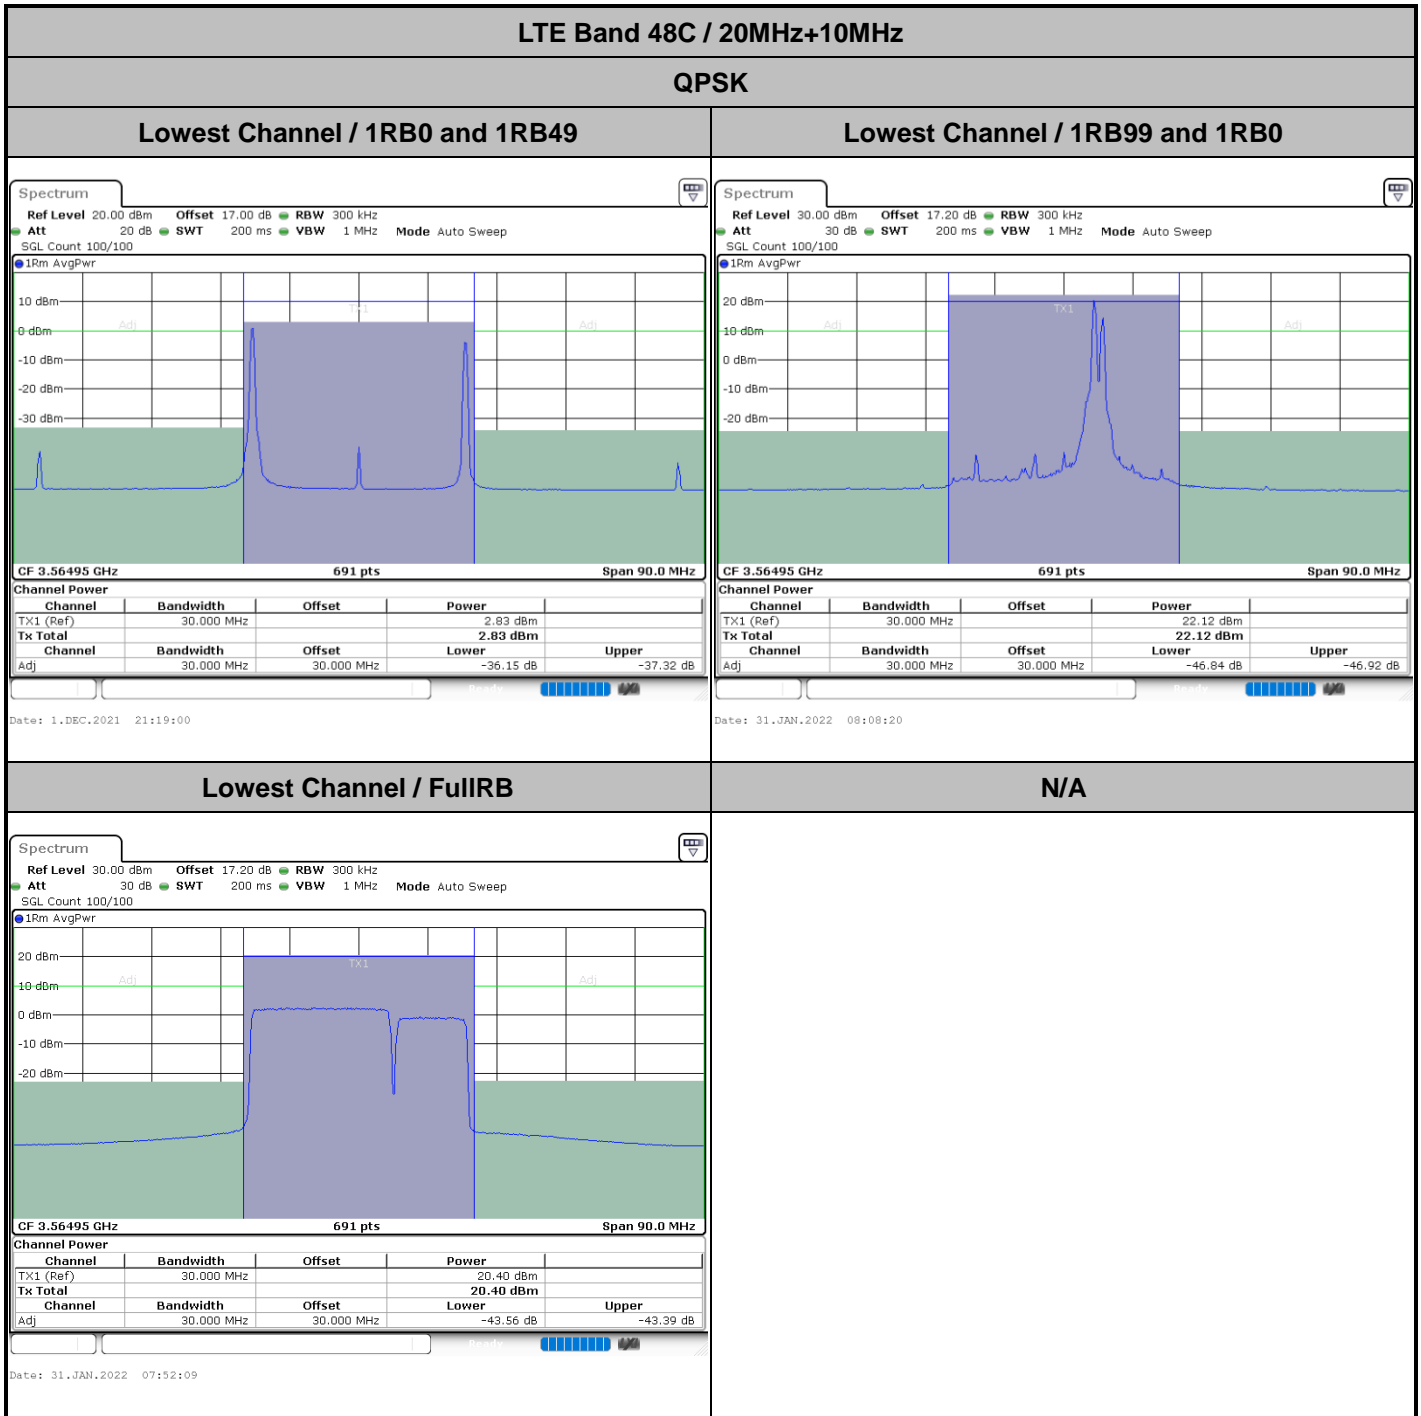 LTE Band 48C / 20MHz+10MHz
QPSK
Lowest Channel / 1RB0 and 1RB49
Lowest Channel / 1RB99 and 1RB0
Spectrum
Ref Level 20.00 dBm Offset 17.00 dB RBW 300 kHz
Att 20 dB SWT 200 ms VBW 1 MHz Mode Auto Sweep
SGL Count 100/100
1Rm AvgPwr
10 dBm
TX1
0 dBm
Adj
Adj
-10 dBm
-20 dBm
-30 dBm
CF 3.56495 GHz 691 pts Span 90.0 MHz
Channel Power
Channel Bandwidth Offset Power
TX1 (Ref) 30.000 MHz 2.83 dBm
Tx Total 2.83 dBm
Channel Bandwidth Offset Lower Upper
Adj 30.000 MHz 30.000 MHz -36.15 dB -37.32 dB
Ready
Date: 1.DEC.2021 21:19:00
Spectrum
Ref Level 30.00 dBm Offset 17.20 dB RBW 300 kHz
Att 30 dB SWT 200 ms VBW 1 MHz Mode Auto Sweep
SGL Count 100/100
1Rm AvgPwr
20 dBm
TX1
10 dBm
Adj
Adj
0 dBm
-10 dBm
-20 dBm
CF 3.56495 GHz 691 pts Span 90.0 MHz
Channel Power
Channel Bandwidth Offset Power
TX1 (Ref) 30.000 MHz 22.12 dBm
Tx Total 22.12 dBm
Channel Bandwidth Offset Lower Upper
Adj 30.000 MHz 30.000 MHz -46.84 dB -46.92 dB
Ready
Date: 31.JAN.2022 08:08:20
Lowest Channel / FullRB
N/A
Spectrum
Ref Level 30.00 dBm Offset 17.20 dB RBW 300 kHz
Att 30 dB SWT 200 ms VBW 1 MHz Mode Auto Sweep
SGL Count 100/100
1Rm AvgPwr
20 dBm
TX1
10 dBm
Adj
Adj
0 dBm
-10 dBm
-20 dBm
CF 3.56495 GHz 691 pts Span 90.0 MHz
Channel Power
Channel Bandwidth Offset Power
TX1 (Ref) 30.000 MHz 20.40 dBm
Tx Total 20.40 dBm
Channel Bandwidth Offset Lower Upper
Adj 30.000 MHz 30.000 MHz -43.56 dB -43.39 dB
Ready
Date: 31.JAN.2022 07:52:09